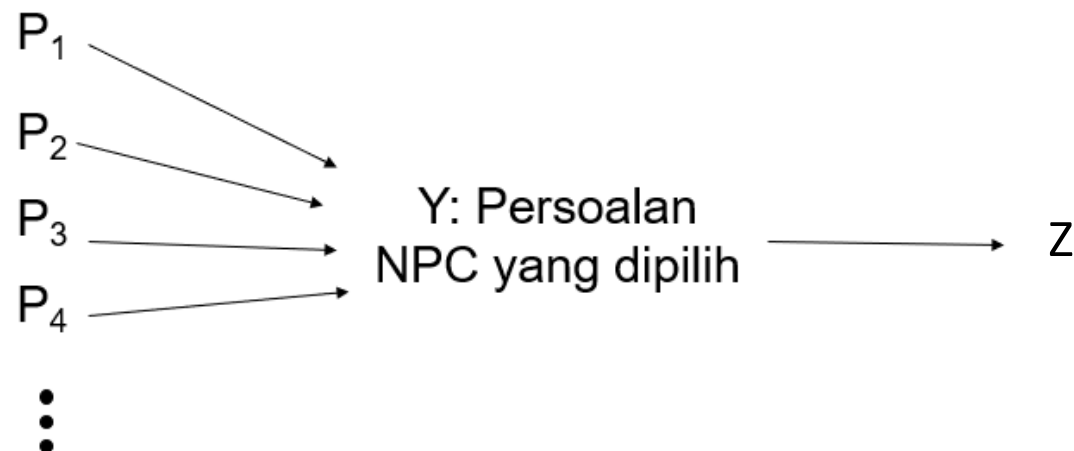 P₁
P₂
P₃
P₄
Y: Persoalan
NPC yang dipilih
Z